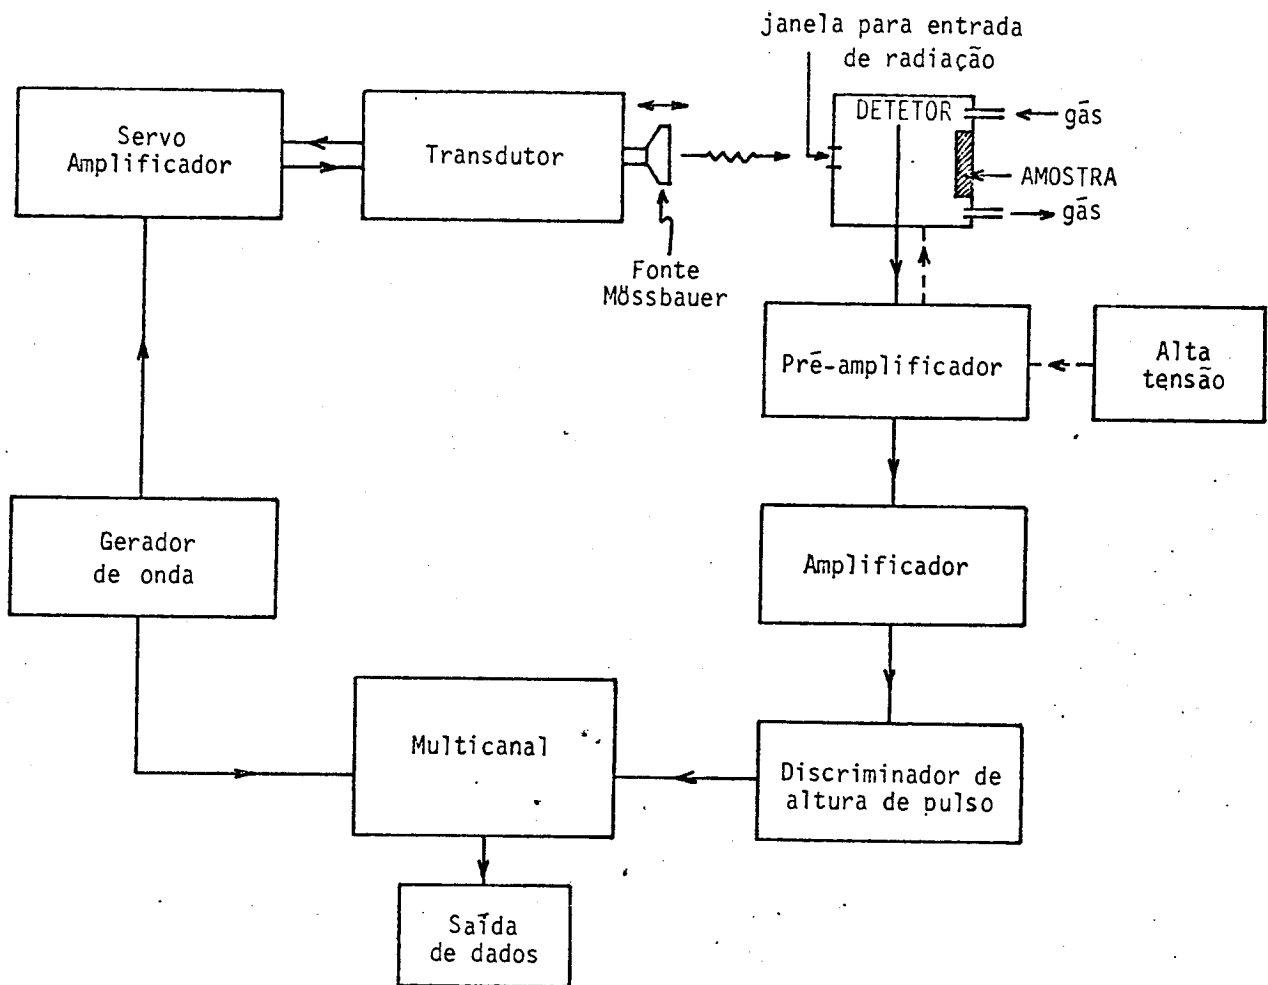 janela para entrada
de radiação
Servo
Amplificador
Transdutor
DETETOR
gás
AMOSTRA
gás
Fonte
Mössbauer
Pré-amplificador
Alta
tensão
Gerador
de onda
Amplificador
Multicanal
Discriminador de
altura de pulso
Saída
de dados